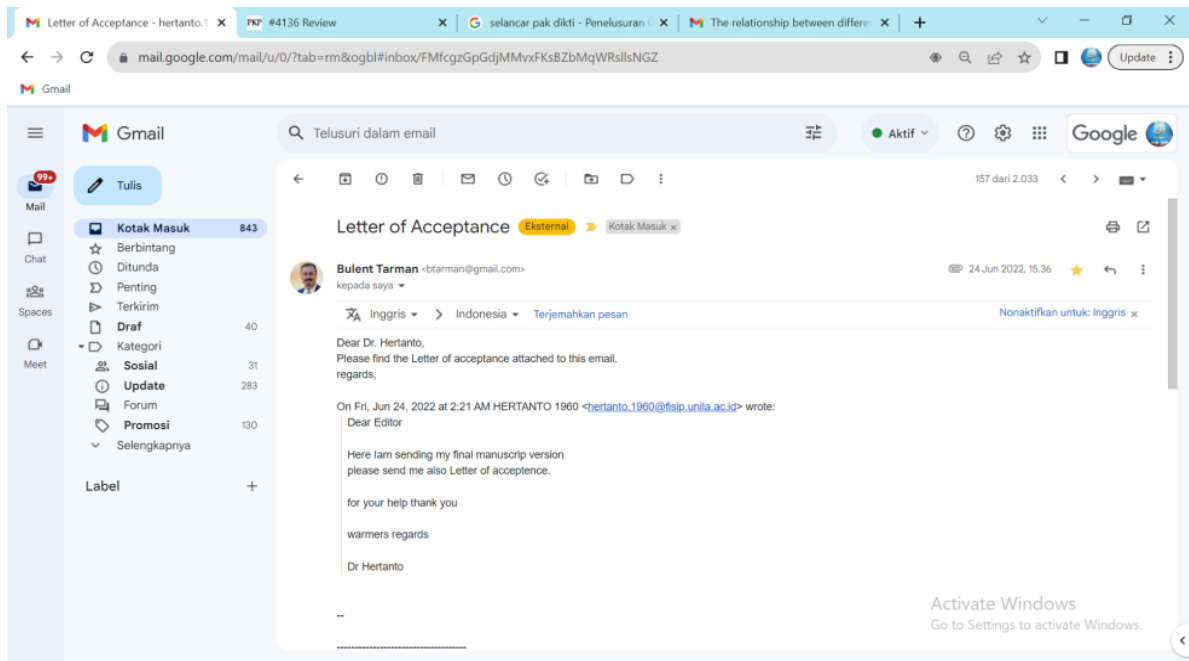 Letter of Acceptance - hertanto.1
PKP #4136 Review
selancar pak dikti - Penelusuran
The relationship between differe
mail.google.com/mail/u/0/?tab=rm&ogbl#inbox/FMfcgzGpGdjMMvxFKsBZbMqWRsllsNGZ
Update
Gmail
Gmail
Telusuri dalam email
Aktif
Google
99+
Mail
Chat
Spaces
Meet
Tulis
157 dari 2.033
Kotak Masuk 843
Berbintang
Ditunda
Penting
Terkirim
Draf 40
Kategori
Sosial 31
Update 283
Forum
Promosi 130
Selengkapnya
Label
Letter of Acceptance Eksternal Kotak Masuk x
Bulent Tarman <btarman@gmail.com> 24 Jun 2022, 15.36
kepada saya
Inggris > Indonesia Terjemahkan pesan Nonaktifkan untuk: Inggris x
Dear Dr. Hertanto,
Please find the Letter of acceptance attached to this email.
regards,
On Fri, Jun 24, 2022 at 2:21 AM HERTANTO 1960 <hertanto.1960@fisip.unila.ac.id> wrote:
Dear Editor
Here Iam sending my final manuscrip version
please send me also Letter of acceptence.
for your help thank you
warmers regards
Dr Hertanto
--
-----------------------------------
Activate Windows
Go to Settings to activate Windows.